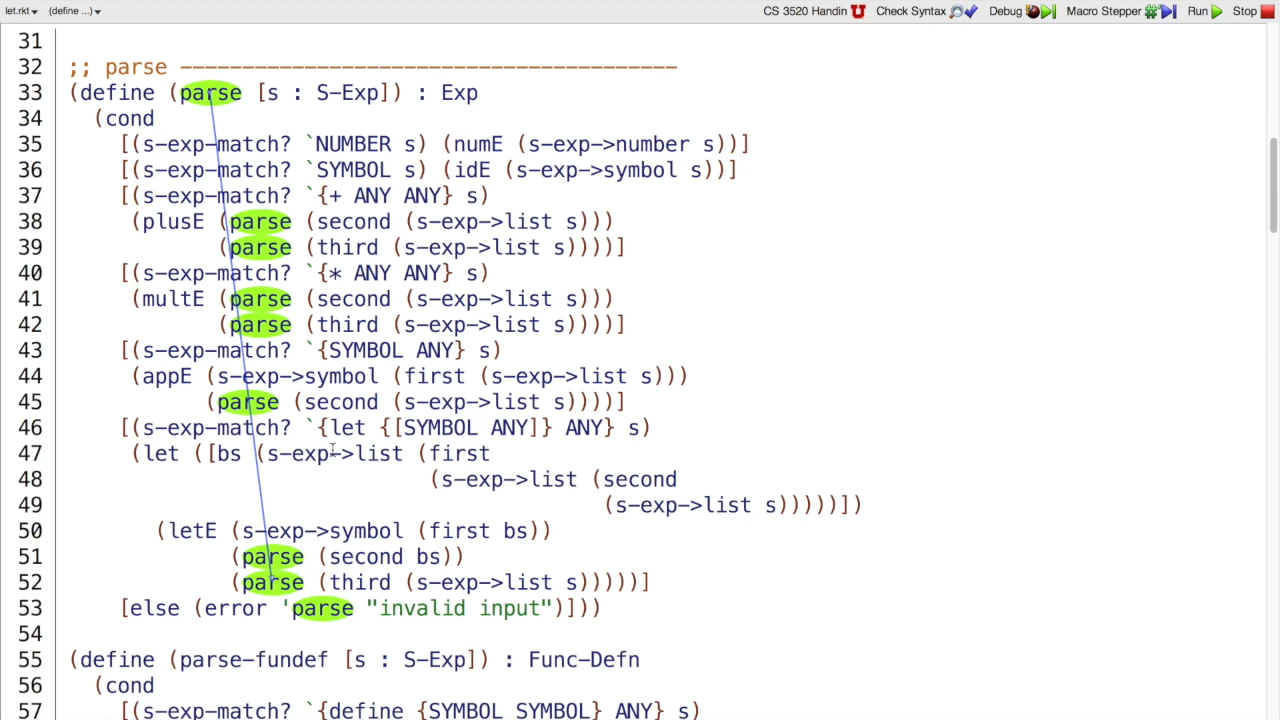 let.rkt (define ...) CS 3520 Handin Check Syntax Debug Macro Stepper Run Stop
31
32 ;; parse ----------------------------------------
33 (define (parse [s : S-Exp]) : Exp
34 (cond
35 [(s-exp-match? `NUMBER s) (numE (s-exp->number s))]
36 [(s-exp-match? `SYMBOL s) (idE (s-exp->symbol s))]
37 [(s-exp-match? `{+ ANY ANY} s)
38 (plusE (parse (second (s-exp->list s)))
39 (parse (third (s-exp->list s))))]
40 [(s-exp-match? `{* ANY ANY} s)
41 (multE (parse (second (s-exp->list s)))
42 (parse (third (s-exp->list s))))]
43 [(s-exp-match? `{SYMBOL ANY} s)
44 (appE (s-exp->symbol (first (s-exp->list s)))
45 (parse (second (s-exp->list s))))]
46 [(s-exp-match? `{let {[SYMBOL ANY]} ANY} s)
47 (let ([bs (s-exp->list (first
48 (s-exp->list (second
49 (s-exp->list s)))))])
50 (letE (s-exp->symbol (first bs))
51 (parse (second bs))
52 (parse (third (s-exp->list s)))))]
53 [else (error 'parse "invalid input")]))
54
55 (define (parse-fundef [s : S-Exp]) : Func-Defn
56 (cond
57 [(s-exp-match? `{define {SYMBOL SYMBOL} ANY} s)